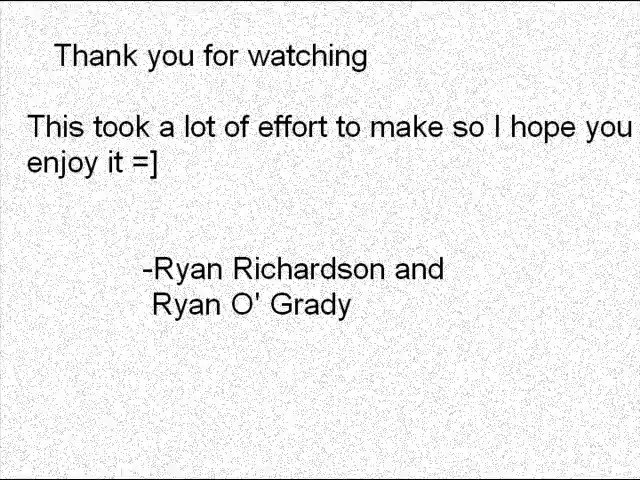 Thank you for watching
This took a lot of effort to make so I hope you
enjoy it =]
-Ryan Richardson and
Ryan O' Grady